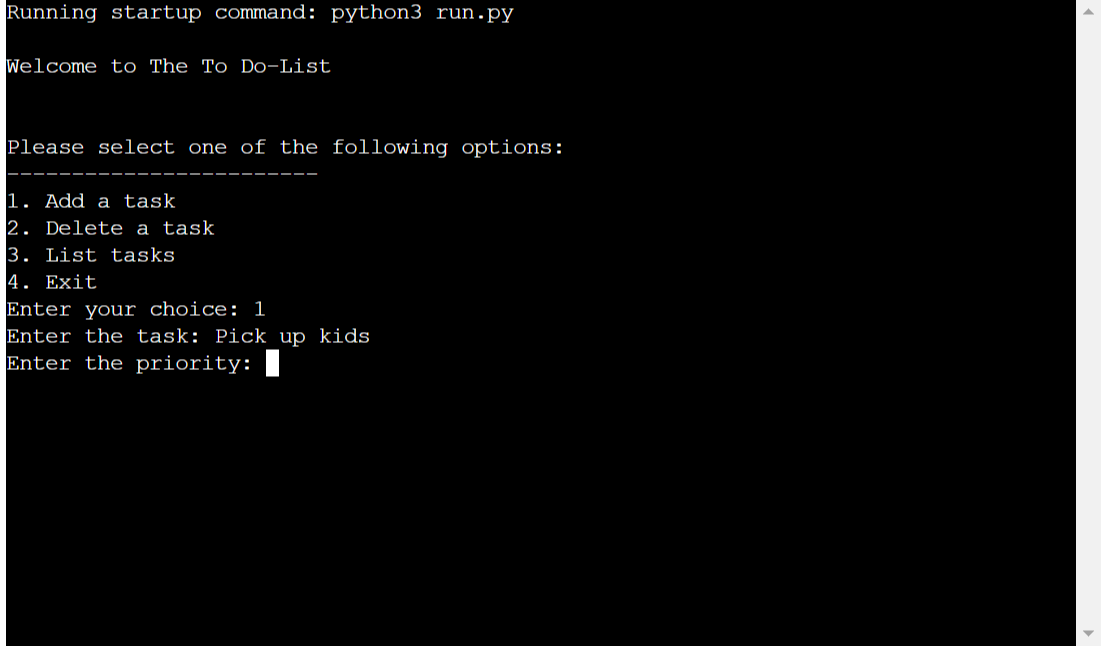 Running startup command: python3 run.py
Welcome to The To Do-List
Please select one of the following options:
------------------------
1. Add a task
2. Delete a task
3. List tasks
4. Exit
Enter your choice: 1
Enter the task: Pick up kids
Enter the priority: